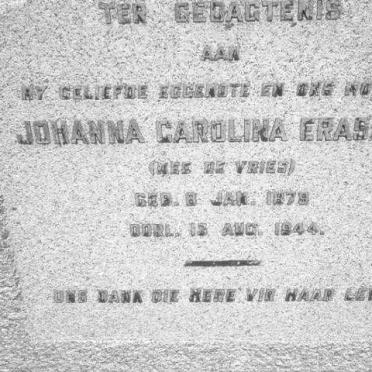 TER GEDAGTENIS
AAN
MY GELIEFDE EGGENOTE EN ONS
JOHANNA CAROLINA ERAS
(NEE DE VRIES)
GEB. 8 JAN. 1879
OORL. 15 AUG. 1944.
ONS DANK DIE HERE VIR HAAR